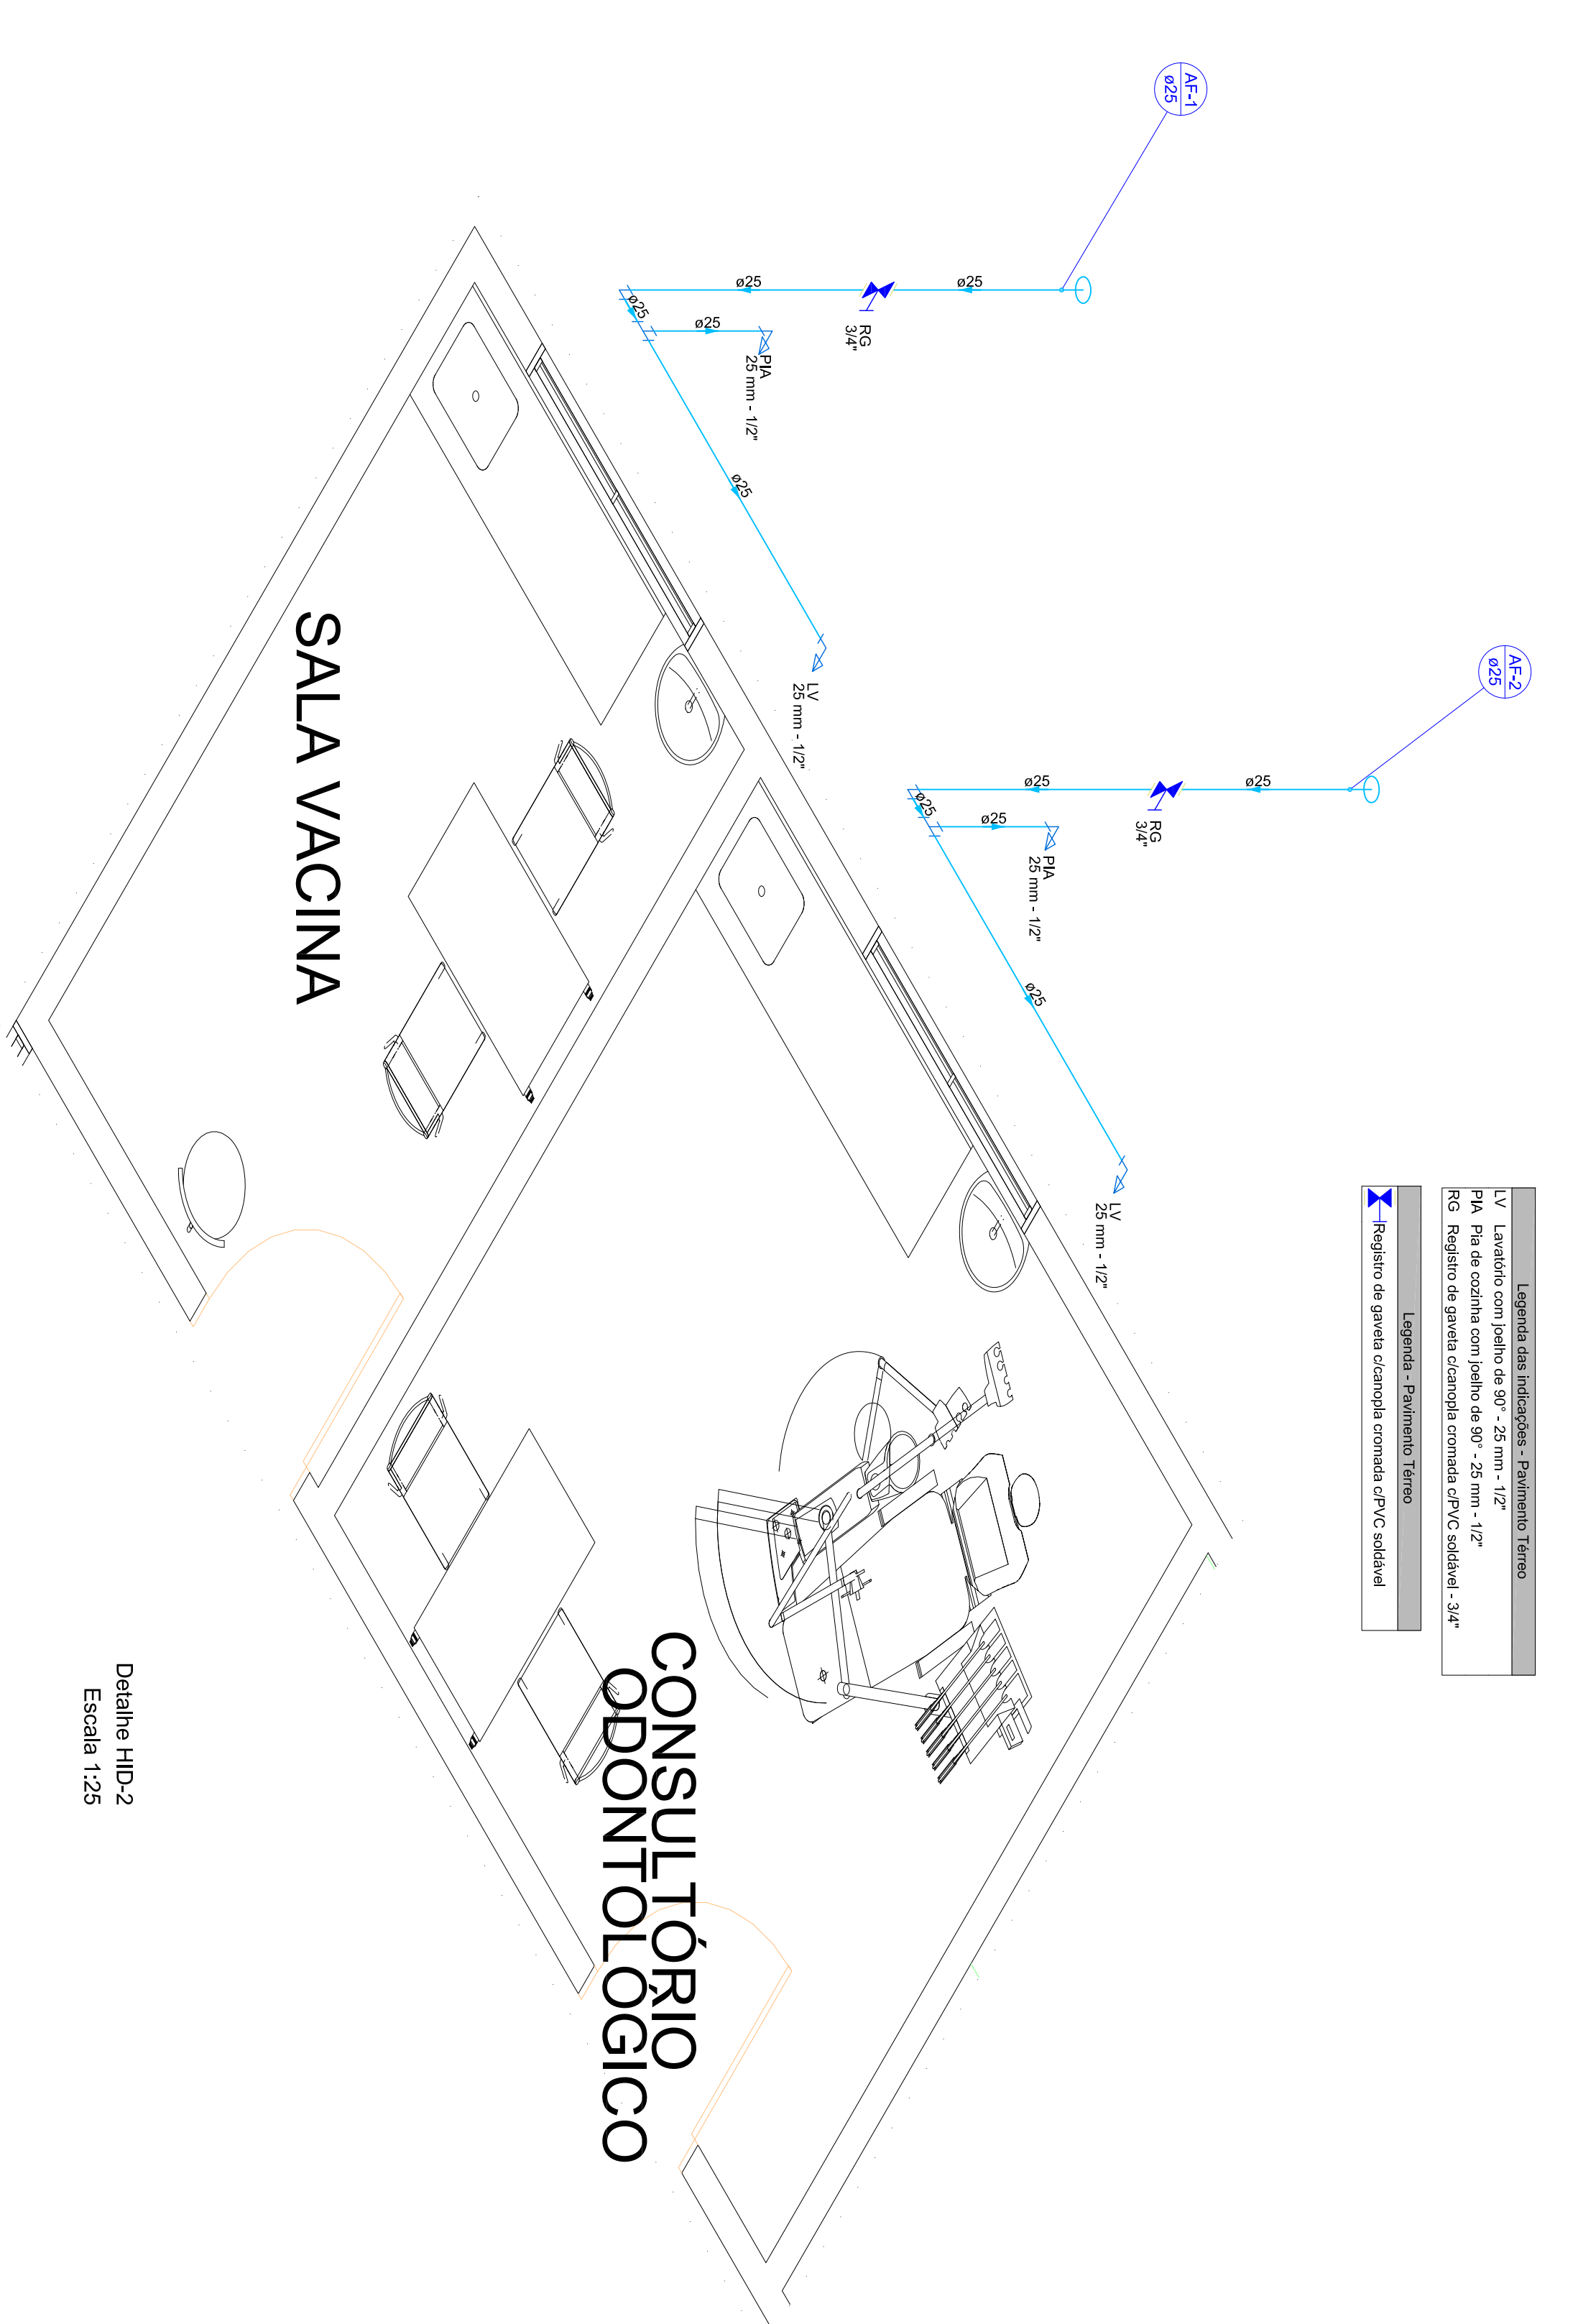 AF-1
ø25
ø25
ø25
RG
3/4"
ø25
ø25
PIA
25 mm - 1/2"
ø25
LV
25 mm - 1/2"
AF-2
ø25
ø25
ø25
RG
3/4"
ø25
ø25
PIA
25 mm - 1/2"
ø25
LV
25 mm - 1/2"
Legenda das indicações - Pavimento Térreo
LV Lavatório com joelho de 90° - 25 mm - 1/2"
PIA Pia de cozinha com joelho de 90° - 25 mm - 1/2"
RG Registro de gaveta c/canopla cromada c/PVC soldável - 3/4"
Legenda - Pavimento Térreo
Registro de gaveta c/canopla cromada c/PVC soldável
SALA VACINA
CONSULTÓRIO
ODONTOLÓGICO
Detalhe HID-2
Escala 1:25